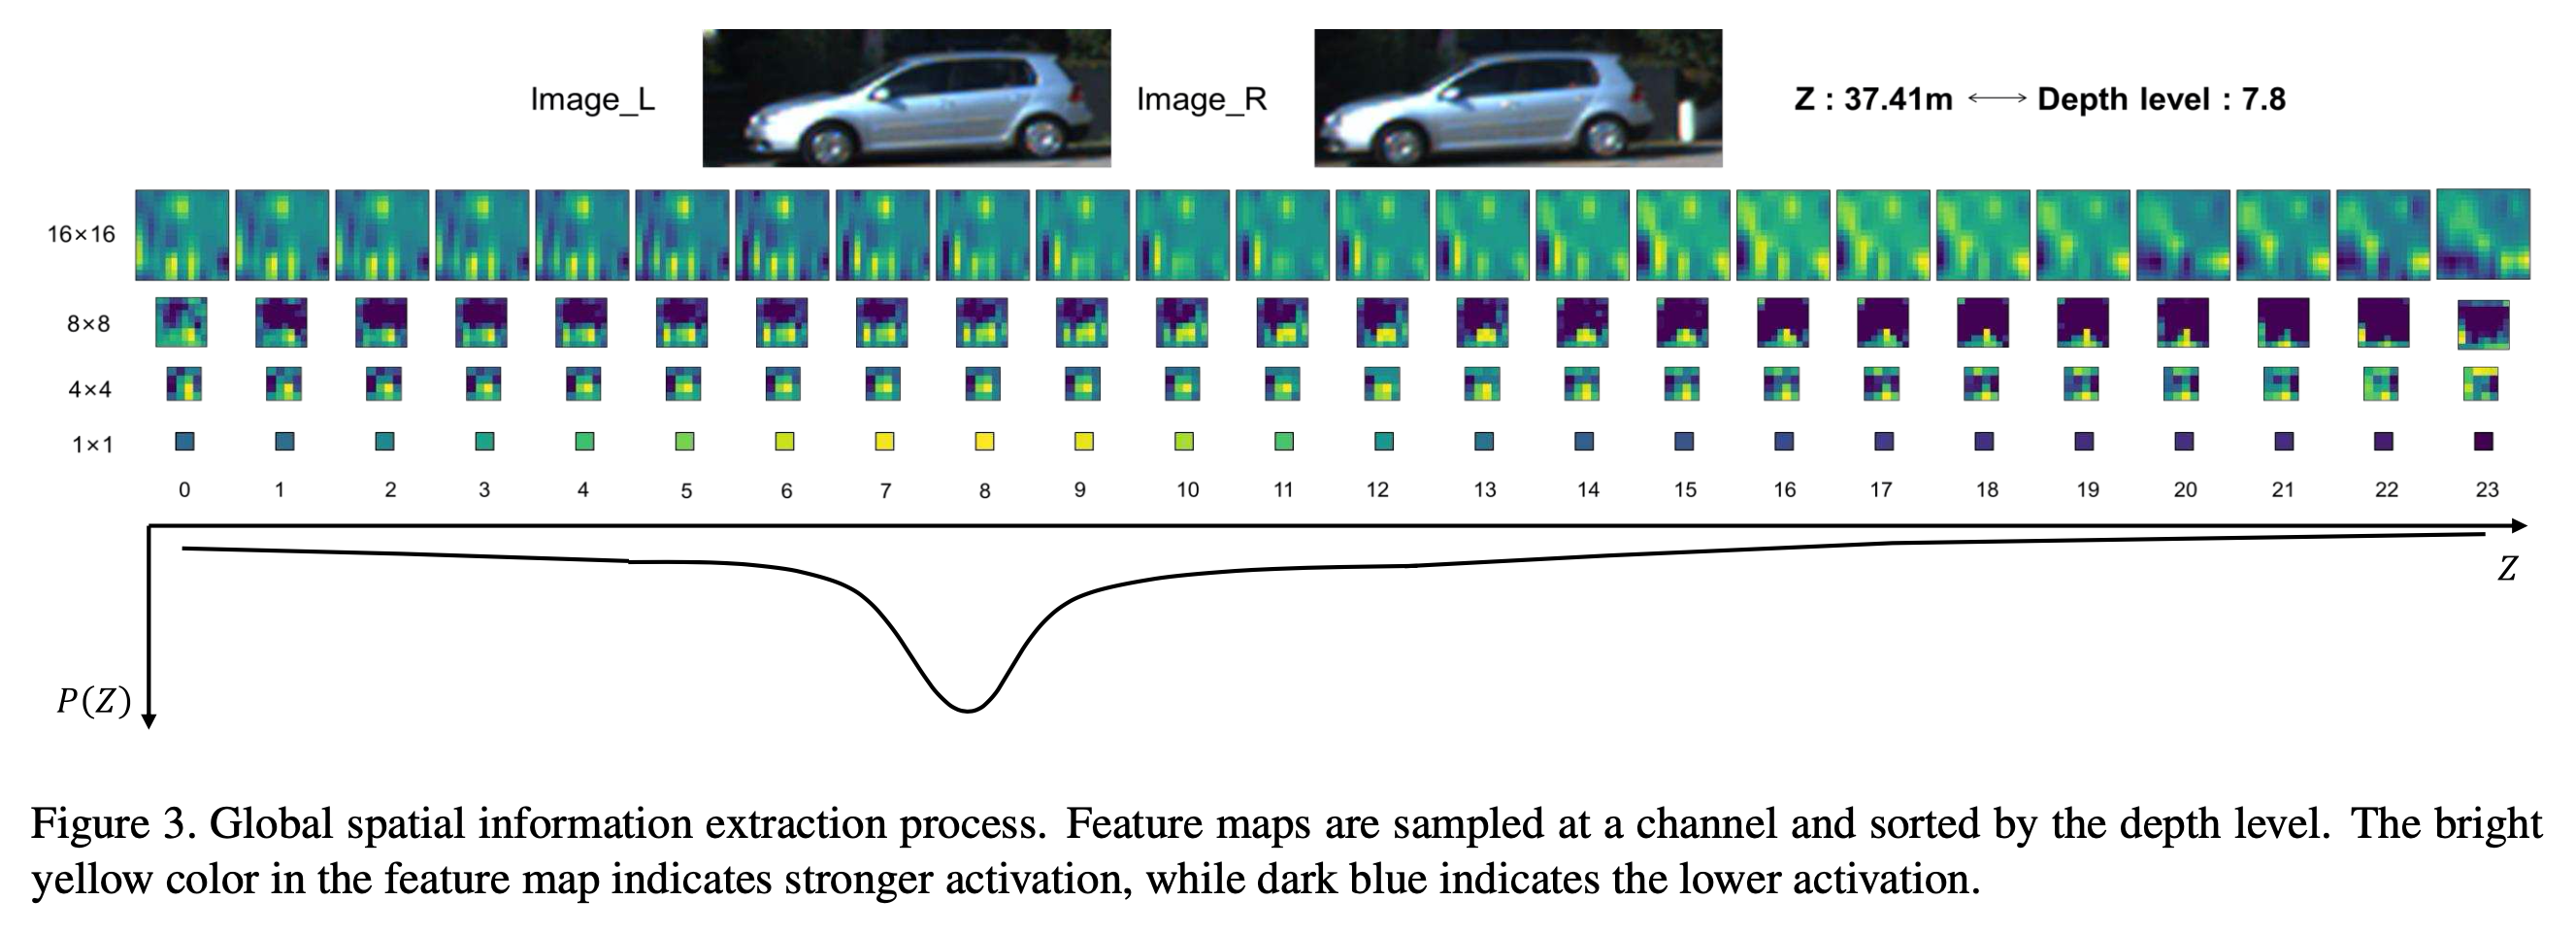 Image_L
Image_R
Z : 37.41m ⟷ Depth level : 7.8
16×16
8×8
4×4
1×1
0 1 2 3 4 5 6 7 8 9 10 11 12 13 14 15 16 17 18 19 20 21 22 23
Z
P(Z)
Figure 3. Global spatial information extraction process. Feature maps are sampled at a channel and sorted by the depth level. The bright
yellow color in the feature map indicates stronger activation, while dark blue indicates the lower activation.